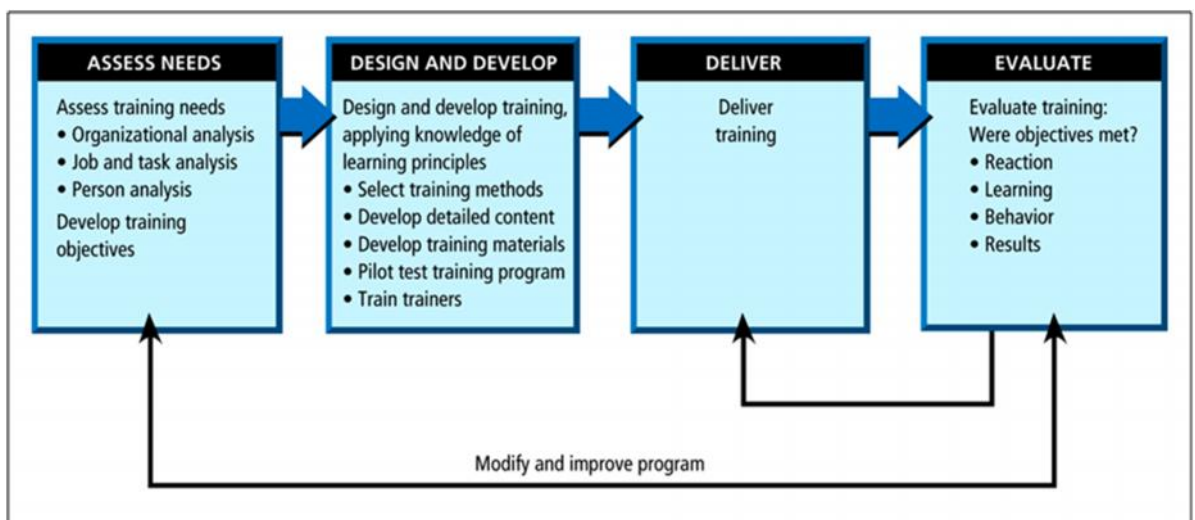 ASSESS NEEDS
Assess training needs
• Organizational analysis
• Job and task analysis
• Person analysis
Develop training
objectives
DESIGN AND DEVELOP
Design and develop training,
applying knowledge of
learning principles
• Select training methods
• Develop detailed content
• Develop training materials
• Pilot test training program
• Train trainers
DELIVER
Deliver
training
EVALUATE
Evaluate training:
Were objectives met?
• Reaction
• Learning
• Behavior
• Results
Modify and improve program